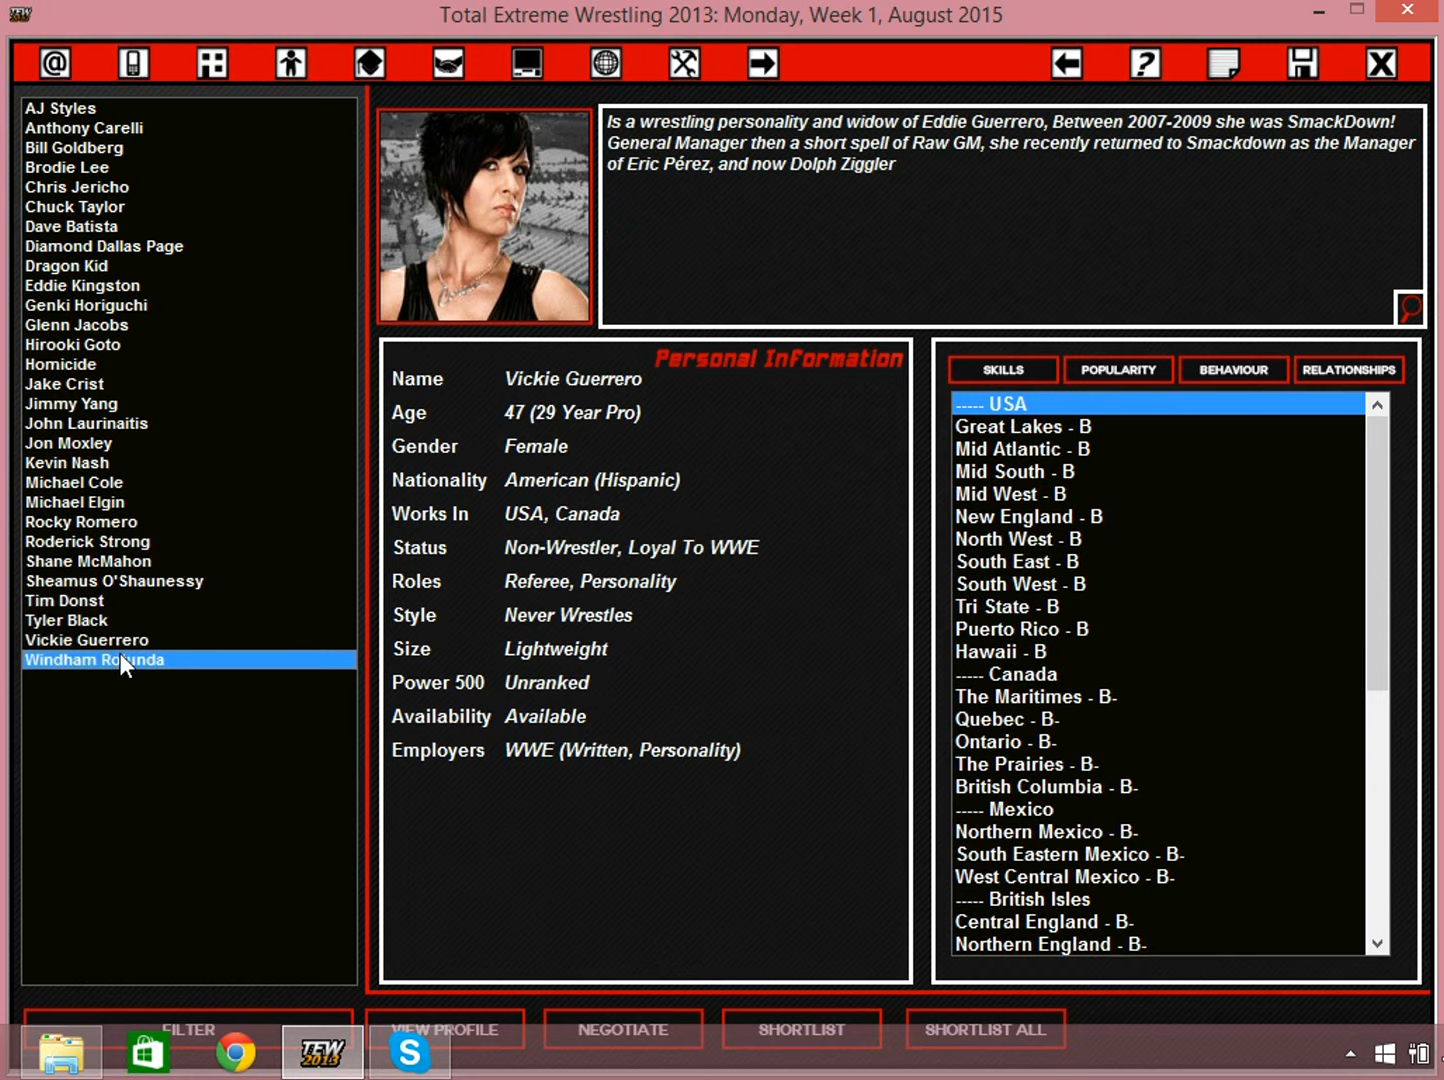 Total Extreme Wrestling 2013: Monday, Week 1, August 2015
AJ Styles
Anthony Carelli
Bill Goldberg
Brodie Lee
Chris Jericho
Chuck Taylor
Dave Batista
Diamond Dallas Page
Dragon Kid
Eddie Kingston
Genki Horiguchi
Glenn Jacobs
Hirooki Goto
Homicide
Jake Crist
Jimmy Yang
John Laurinaitis
Jon Moxley
Kevin Nash
Michael Cole
Michael Elgin
Rocky Romero
Roderick Strong
Shane McMahon
Sheamus O'Shaunessy
Tim Donst
Tyler Black
Vickie Guerrero
Windham Rotunda
Is a wrestling personality and widow of Eddie Guerrero, Between 2007-2009 she was SmackDown!
General Manager then a short spell of Raw GM, she recently returned to Smackdown as the Manager
of Eric Pérez, and now Dolph Ziggler
Personal Information
Name Vickie Guerrero
Age 47 (29 Year Pro)
Gender Female
Nationality American (Hispanic)
Works In USA, Canada
Status Non-Wrestler, Loyal To WWE
Roles Referee, Personality
Style Never Wrestles
Size Lightweight
Power 500 Unranked
Availability Available
Employers WWE (Written, Personality)
SKILLS POPULARITY BEHAVIOUR RELATIONSHIPS
----- USA
Great Lakes - B
Mid Atlantic - B
Mid South - B
Mid West - B
New England - B
North West - B
South East - B
South West - B
Tri State - B
Puerto Rico - B
Hawaii - B
----- Canada
The Maritimes - B-
Quebec - B-
Ontario - B-
The Prairies - B-
British Columbia - B-
----- Mexico
Northern Mexico - B-
South Eastern Mexico - B-
West Central Mexico - B-
----- British Isles
Central England - B-
Northern England - B-
FILTER VIEW PROFILE NEGOTIATE SHORTLIST SHORTLIST ALL
TEW 2013